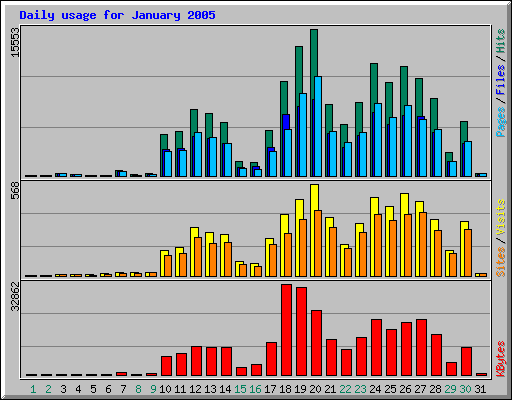 Daily usage for January 2005
15553
568
32862
Pages / Files / Hits
Sites / Visits
KBytes
1 2 3 4 5 6 7 8 9 10 11 12 13 14 15 16 17 18 19 20 21 22 23 24 25 26 27 28 29 30 31